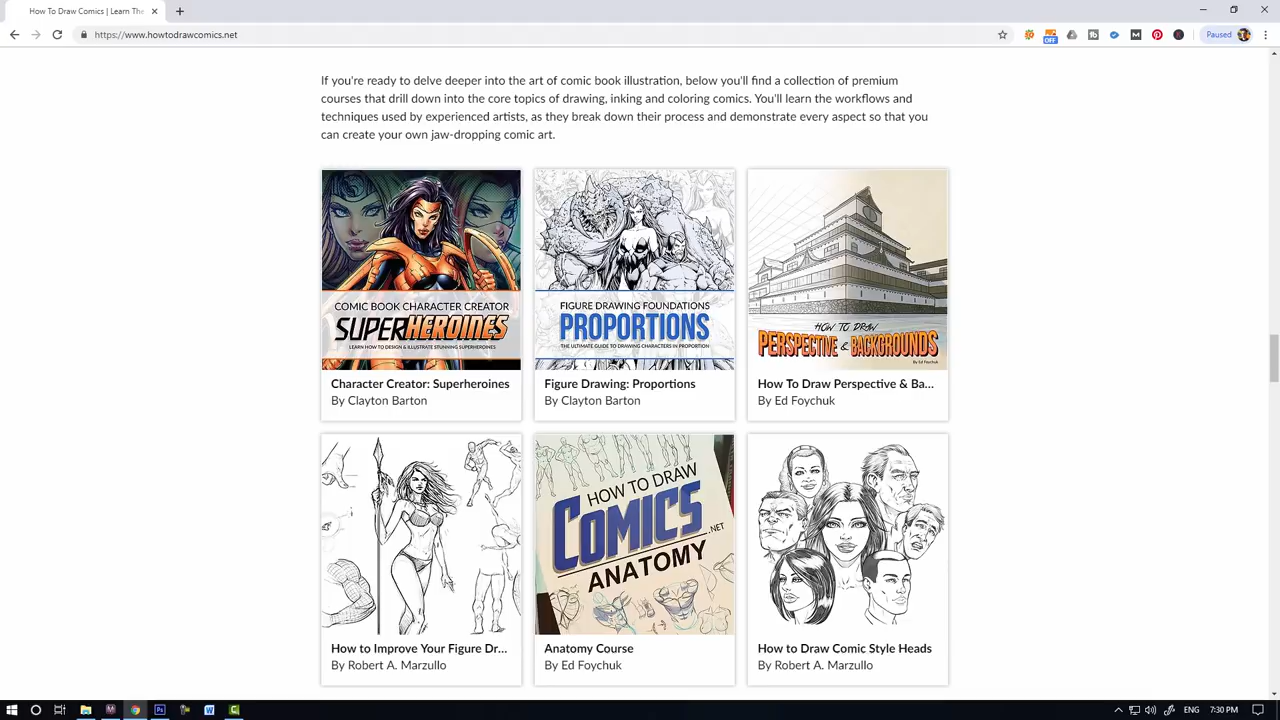 How To Draw Comics | Learn The
https://www.howtodrawcomics.net
OFF
Paused
If you're ready to delve deeper into the art of comic book illustration, below you'll find a collection of premium
courses that drill down into the core topics of drawing, inking and coloring comics. You'll learn the workflows and
techniques used by experienced artists, as they break down their process and demonstrate every aspect so that you
can create your own jaw-dropping comic art.
COMIC BOOK CHARACTER CREATOR
SUPERHEROINES
LEARN HOW TO DESIGN & ILLUSTRATE STUNNING SUPERHEROINES
FIGURE DRAWING FOUNDATIONS
PROPORTIONS
THE ULTIMATE GUIDE TO DRAWING CHARACTERS IN PROPORTION
HOW TO DRAW
PERSPECTIVE & BACKGROUNDS
By Ed Foychuk
Character Creator: Superheroines
By Clayton Barton
Figure Drawing: Proportions
By Clayton Barton
How To Draw Perspective & Ba...
By Ed Foychuk
HOW TO DRAW
COMICS
.NET
ANATOMY
How to Improve Your Figure Dr...
By Robert A. Marzullo
Anatomy Course
By Ed Foychuk
How to Draw Comic Style Heads
By Robert A. Marzullo
ENG
7:30 PM